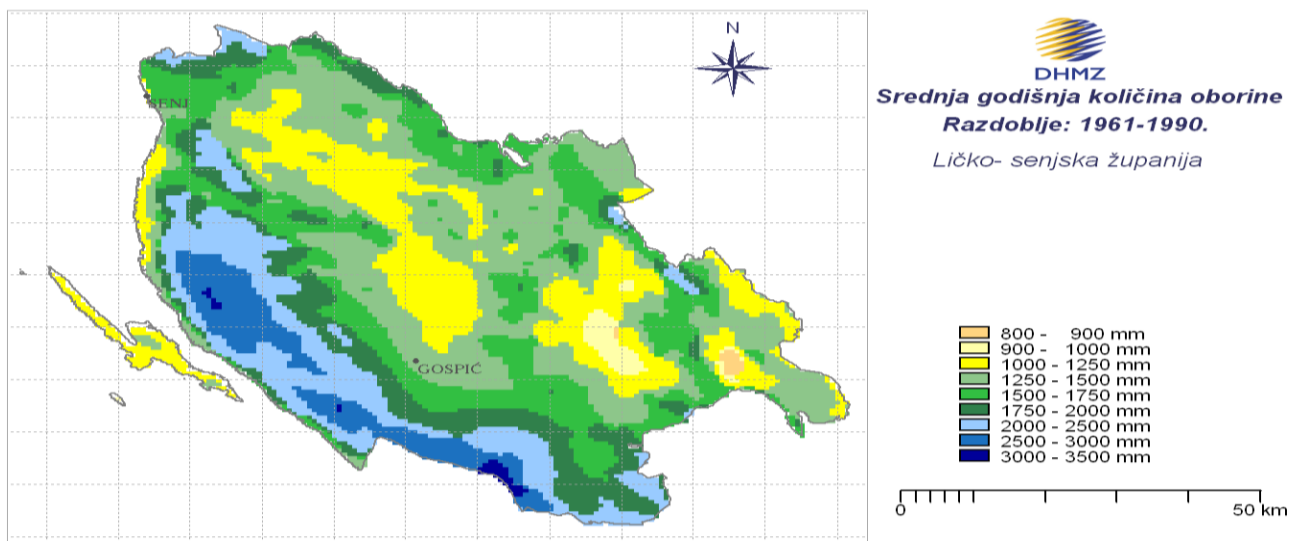 N
DHMZ
Srednja godišnja količina oborine
Razdoblje: 1961-1990.
Ličko- senjska županija
SENJ
GOSPIĆ
800 - 900 mm
900 - 1000 mm
1000 - 1250 mm
1250 - 1500 mm
1500 - 1750 mm
1750 - 2000 mm
2000 - 2500 mm
2500 - 3000 mm
3000 - 3500 mm
0 50 km